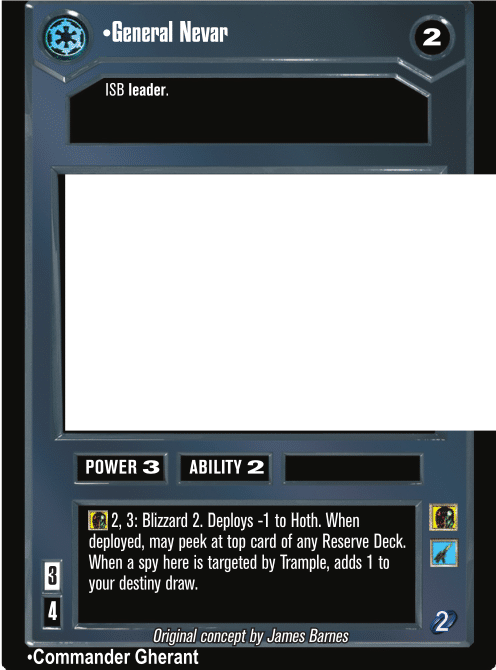 •General Nevar
2
ISB leader.
POWER 3
ABILITY 2
2, 3: Blizzard 2. Deploys -1 to Hoth. When
deployed, may peek at top card of any Reserve Deck.
When a spy here is targeted by Trample, adds 1 to
your destiny draw.
3
4
2
Original concept by James Barnes
•Commander Gherant